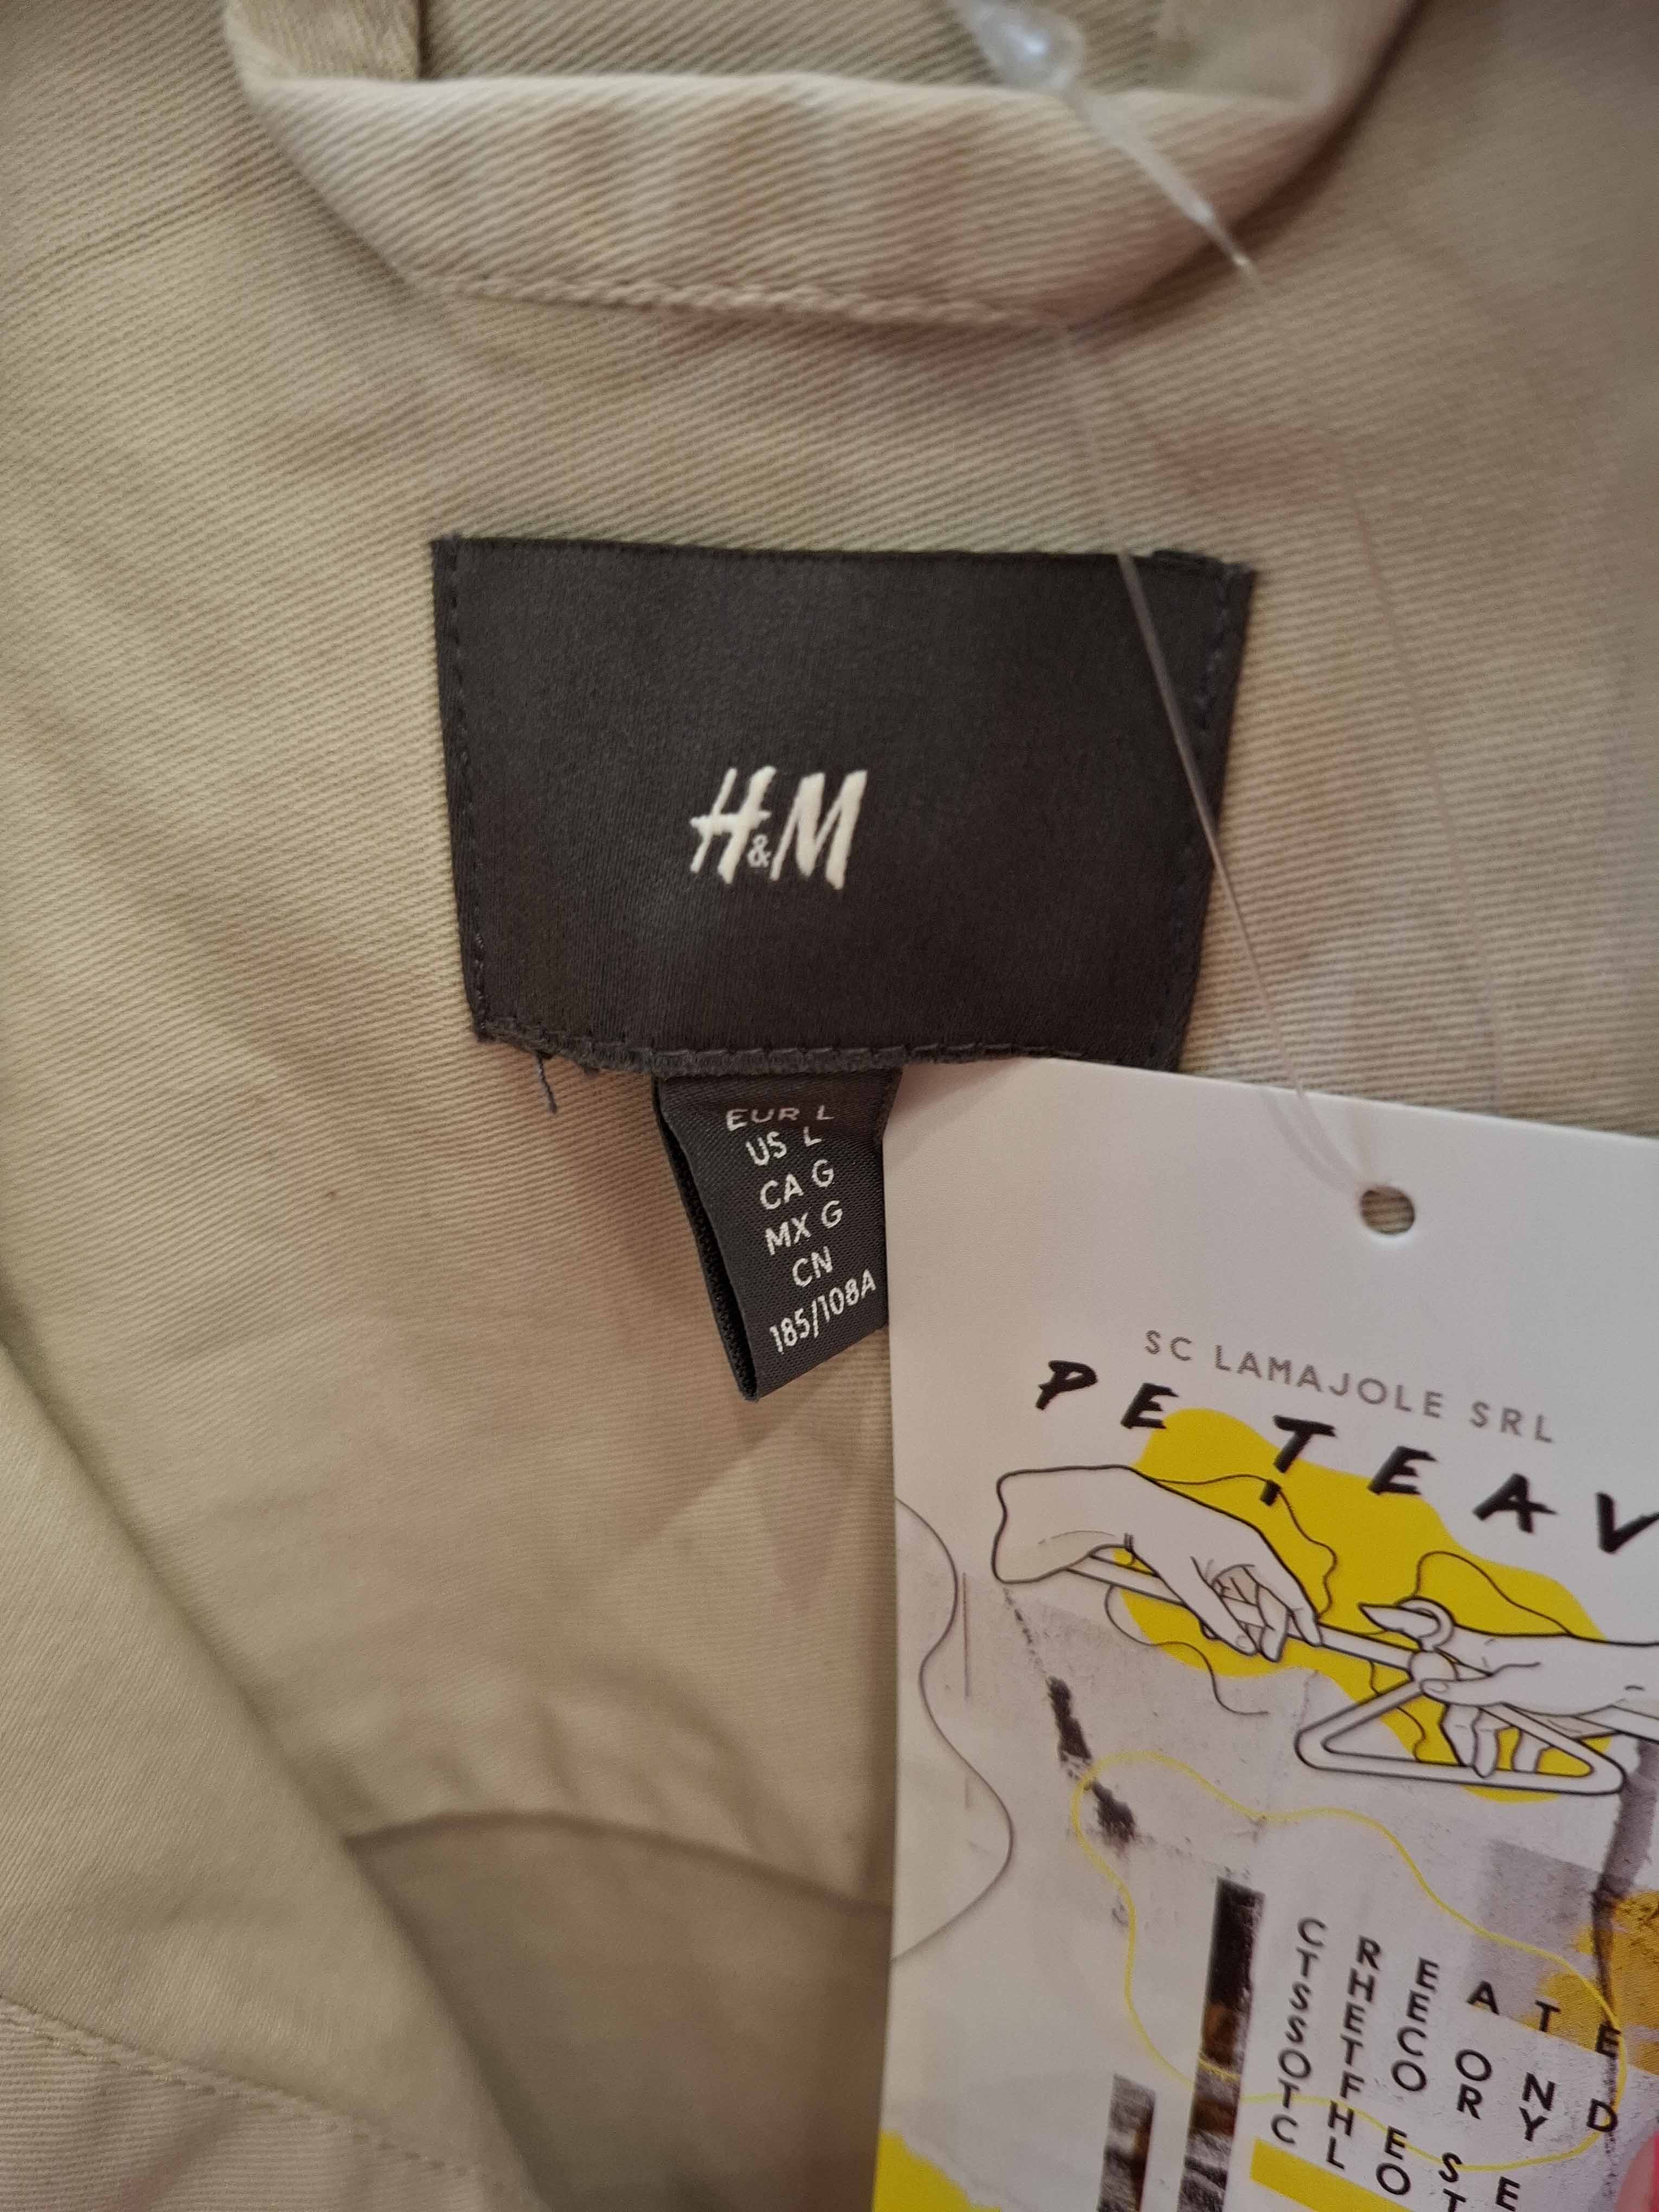 H&M
EUR L
US L
CA G
MX G
CN
185/108A
SC LAMAJOLE SRL
PE TEAV
C R E A T E D
T H E C O N
S E C O R Y
S T E O
O F
T H E S E
C L O T